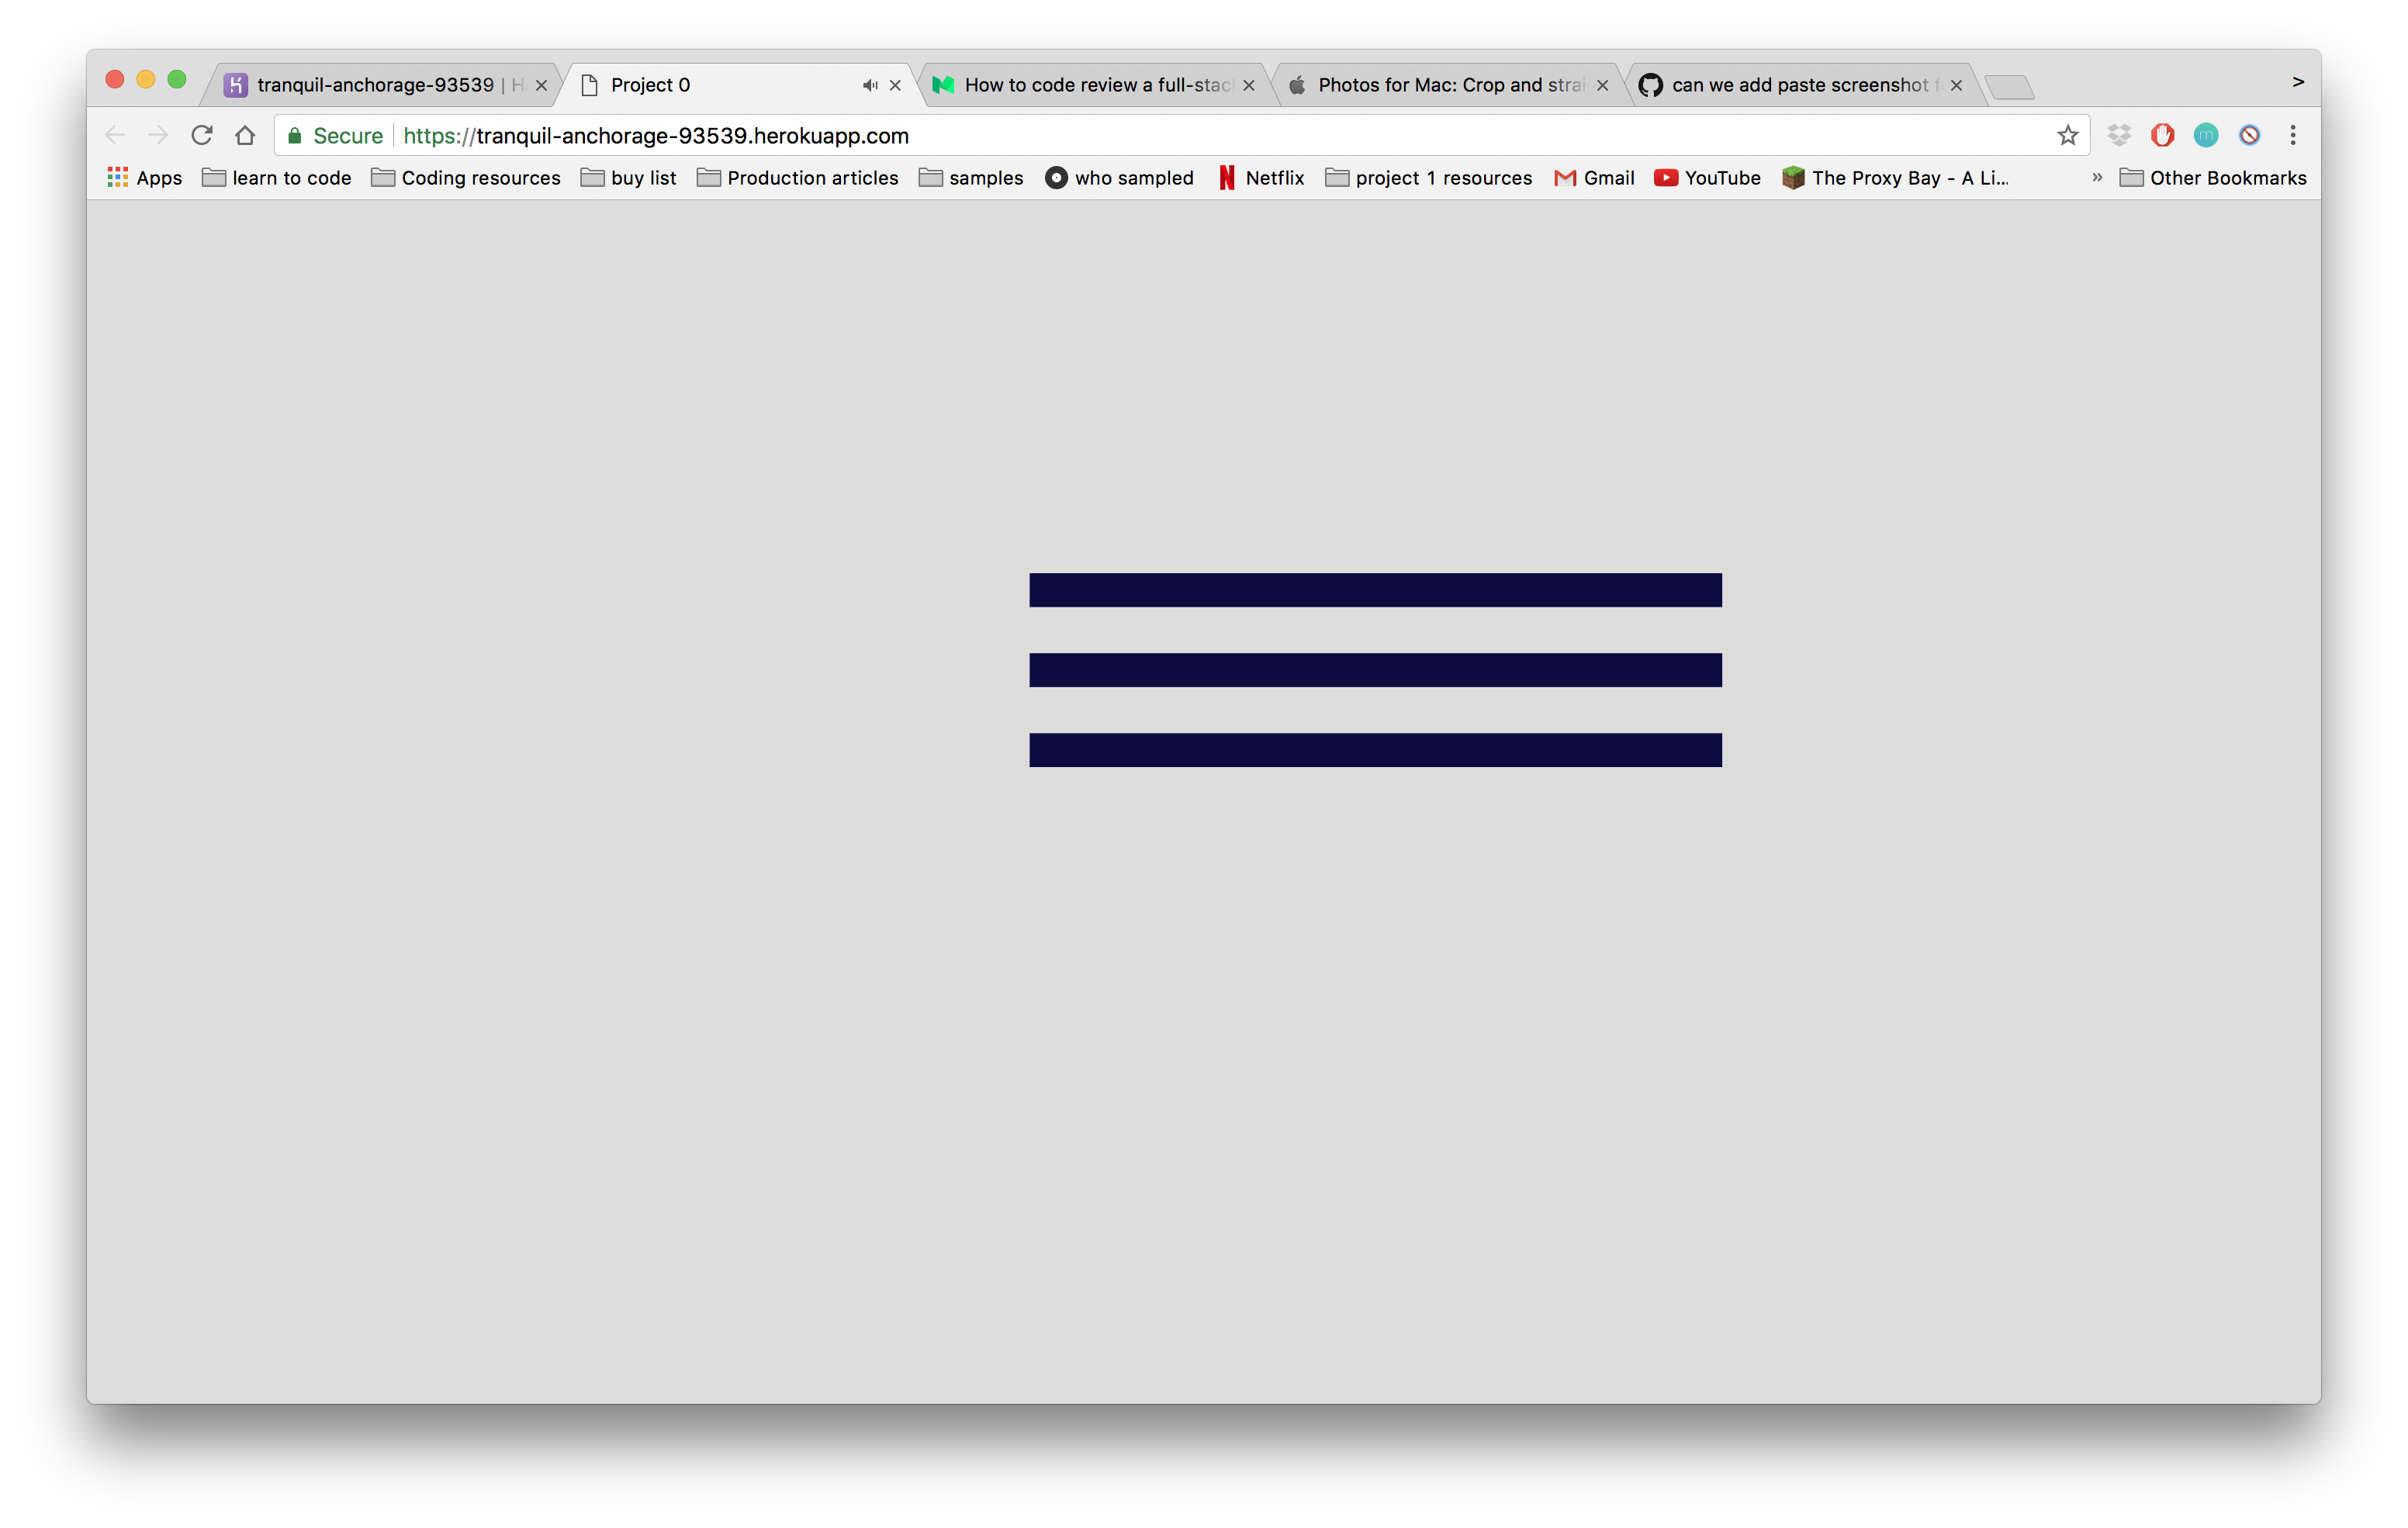 tranquil-anchorage-93539 | H
Project 0
How to code review a full-stac
Photos for Mac: Crop and strai
can we add paste screenshot f
>
Secure https://tranquil-anchorage-93539.herokuapp.com
Apps learn to code Coding resources buy list Production articles samples who sampled Netflix project 1 resources Gmail YouTube The Proxy Bay - A Li... » Other Bookmarks